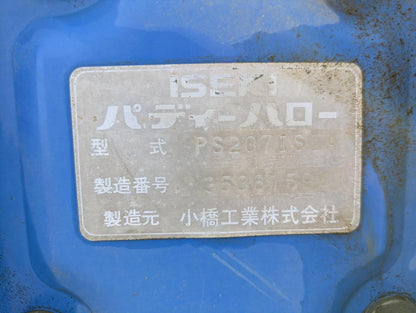 ISEKI
パディーハロー
型 式 PS207IS
製造番号
製造元 小橋工業株式会社